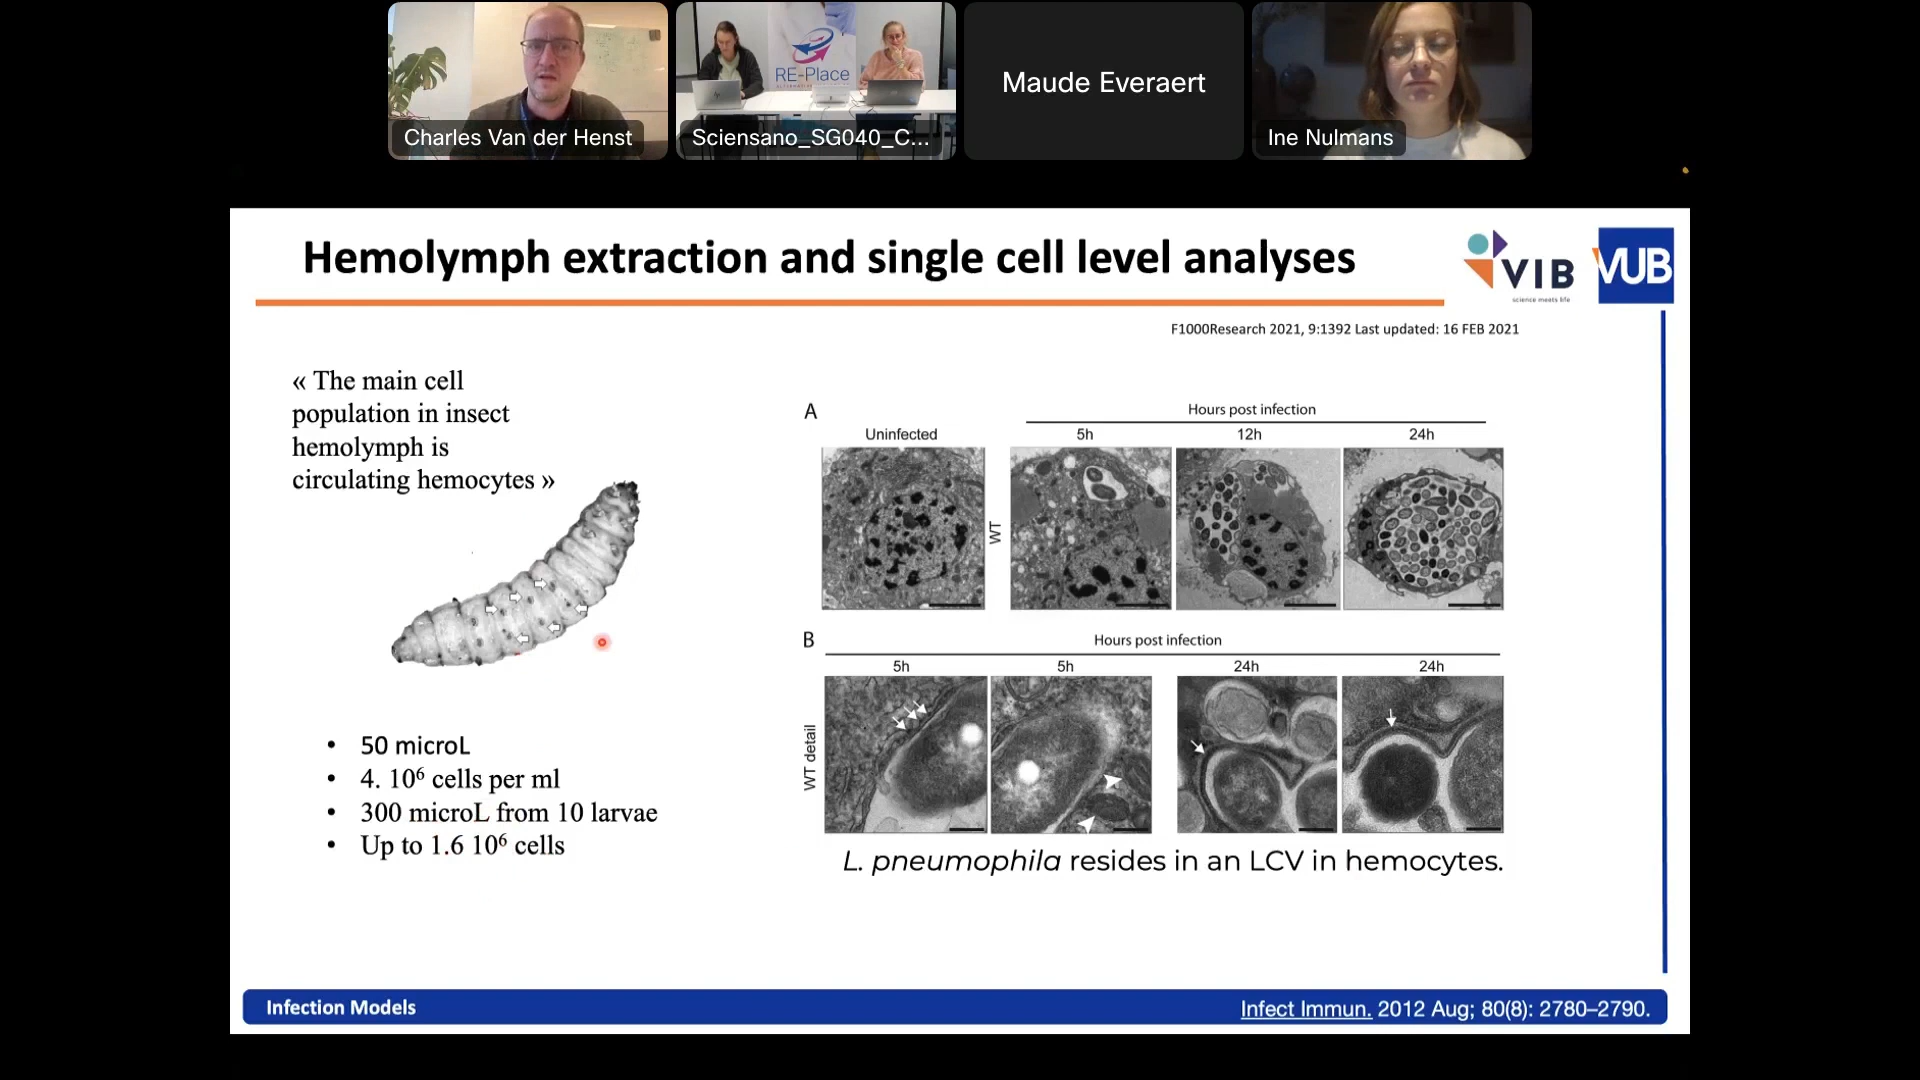 Charles Van der Henst
RE-Place
Sciensano_SG040_C...
Maude Everaert
Ine Nulmans
Hemolymph extraction and single cell level analyses
VIB
science meets life
VUB
F1000Research 2021, 9:1392 Last updated: 16 FEB 2021
« The main cell
population in insect
hemolymph is
circulating hemocytes »
• 50 microL
• 4. 10⁶ cells per ml
• 300 microL from 10 larvae
• Up to 1.6 10⁶ cells
A
Hours post infection
Uninfected 5h 12h 24h
WT
B
Hours post infection
5h 5h 24h 24h
WT detail
L. pneumophila resides in an LCV in hemocytes.
Infection Models
Infect Immun. 2012 Aug; 80(8): 2780–2790.